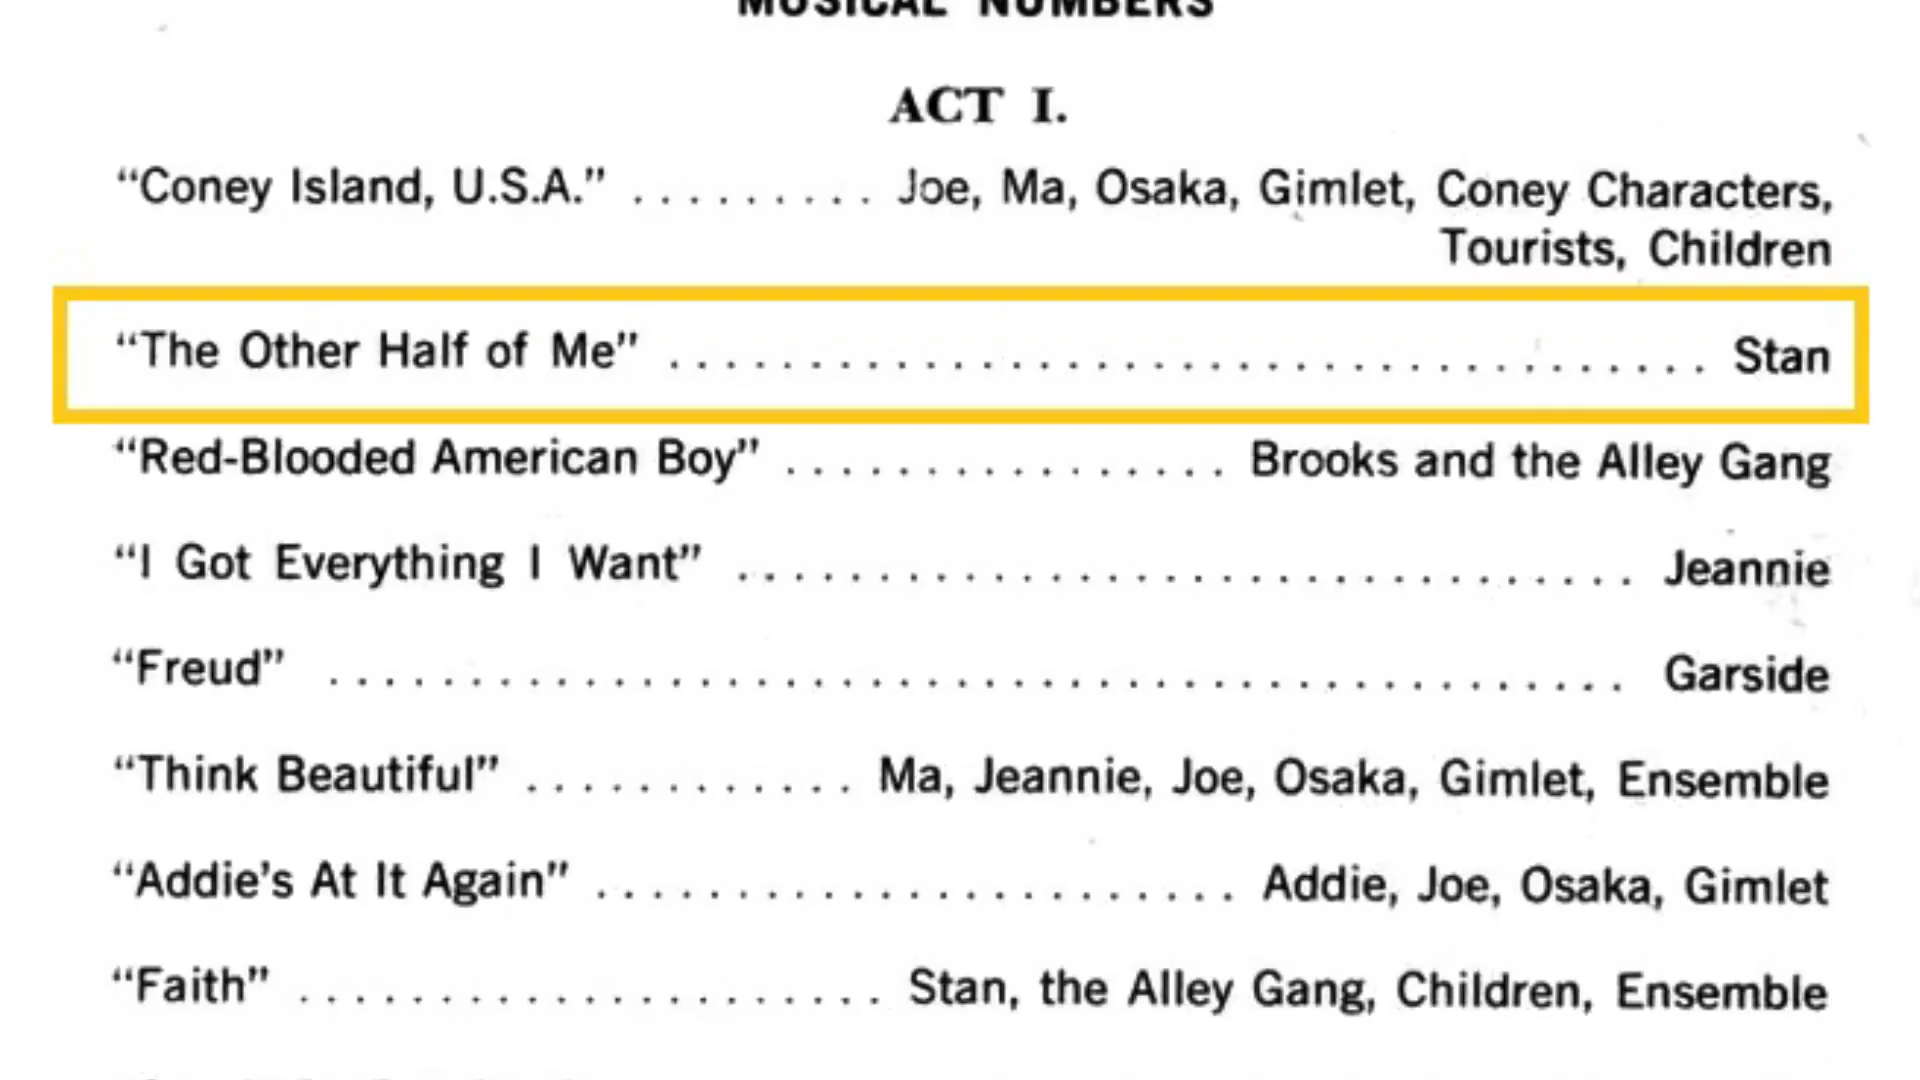 MUSICAL NUMBERS
ACT I.
“Coney Island, U.S.A.” ......... Joe, Ma, Osaka, Gimlet, Coney Characters,
Tourists, Children
“The Other Half of Me” ..................................... Stan
“Red-Blooded American Boy” ................ Brooks and the Alley Gang
“I Got Everything I Want” ................................ Jeannie
“Freud” .............................................. Garside
“Think Beautiful” ............ Ma, Jeannie, Joe, Osaka, Gimlet, Ensemble
“Addie’s At It Again” ....................... Addie, Joe, Osaka, Gimlet
“Faith” ..................... Stan, the Alley Gang, Children, Ensemble